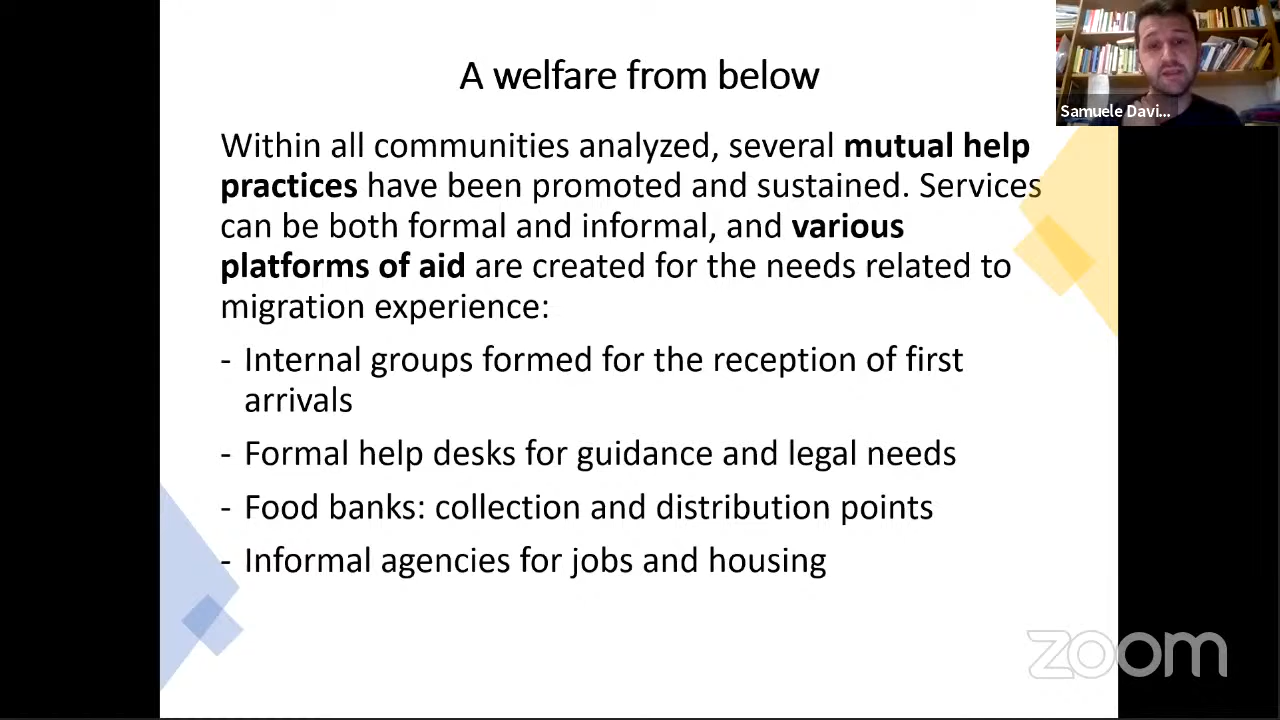 A welfare from below
Samuele Davi...
Within all communities analyzed, several mutual help
practices have been promoted and sustained. Services
can be both formal and informal, and various
platforms of aid are created for the needs related to
migration experience:
- Internal groups formed for the reception of first
arrivals
- Formal help desks for guidance and legal needs
- Food banks: collection and distribution points
- Informal agencies for jobs and housing
zoom